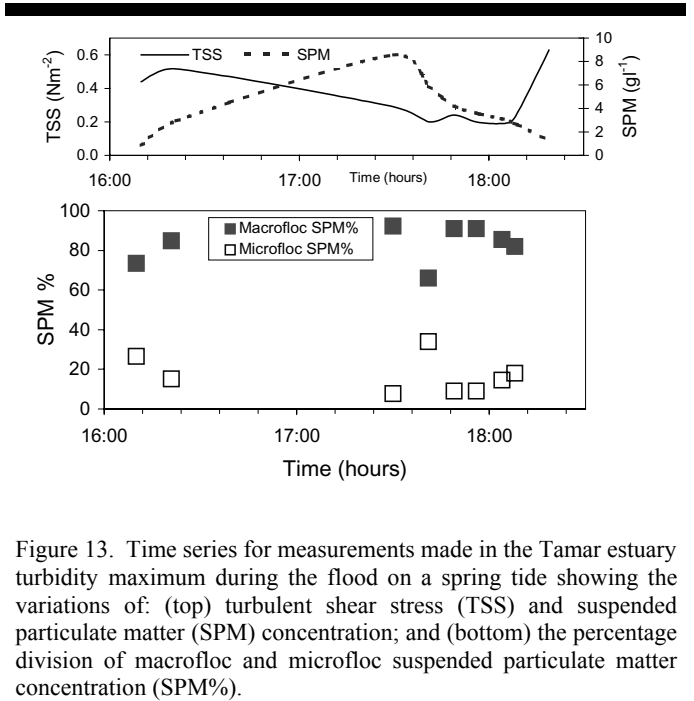 TSS SPM
TSS (Nm-2)
0.6
0.4
0.2
0.0
10
8
6
4
2
0
SPM (gl-1)
16:00 17:00 Time (hours) 18:00
SPM %
100
80
60
40
20
0
Macrofloc SPM%
Microfloc SPM%
16:00 17:00 18:00
Time (hours)
Figure 13. Time series for measurements made in the Tamar estuary
turbidity maximum during the flood on a spring tide showing the
variations of: (top) turbulent shear stress (TSS) and suspended
particulate matter (SPM) concentration; and (bottom) the percentage
division of macrofloc and microfloc suspended particulate matter
concentration (SPM%).